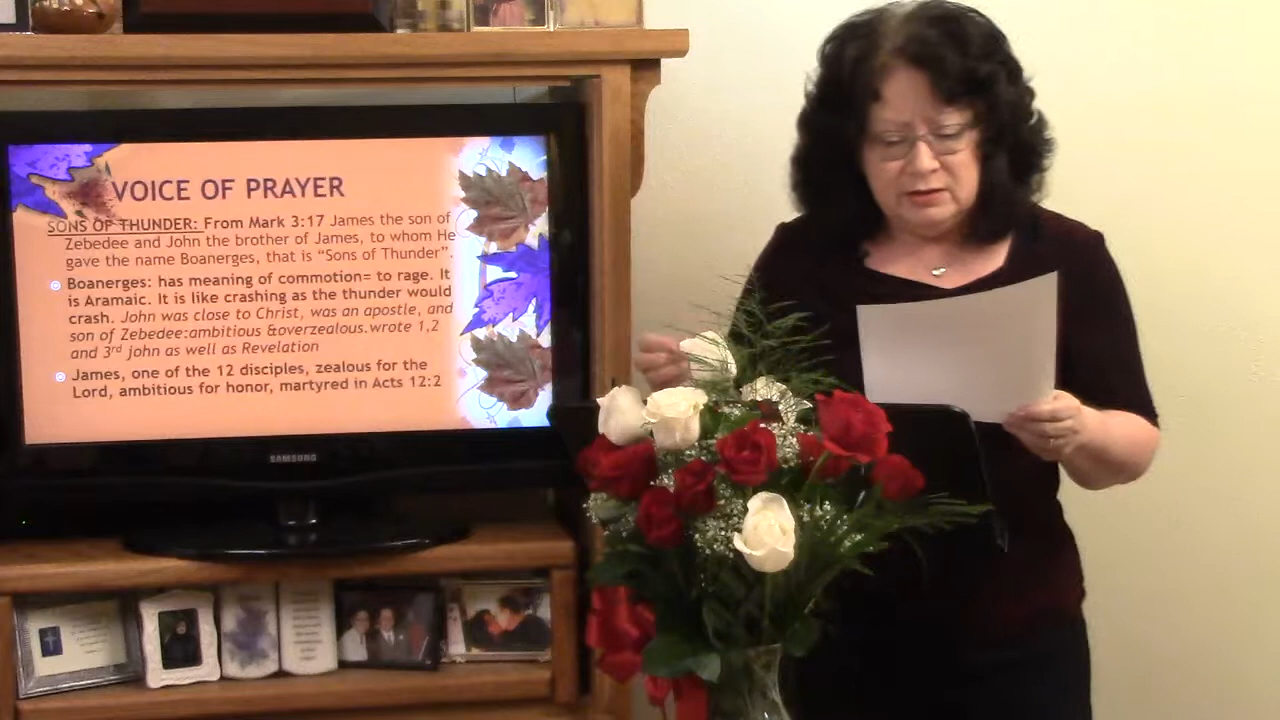 VOICE OF PRAYER
SONS OF THUNDER: From Mark 3:17 James the son of
Zebedee and John the brother of James, to whom He
gave the name Boanerges, that is "Sons of Thunder".
Boanerges: has meaning of commotion= to rage. It
is Aramaic. It is like crashing as the thunder would
crash. John was close to Christ, was an apostle, and
son of Zebedee:ambitious &overzealous.wrote 1,2
and 3rd john as well as Revelation
James, one of the 12 disciples, zealous for the
Lord, ambitious for honor, martyred in Acts 12:2
SAMSUNG